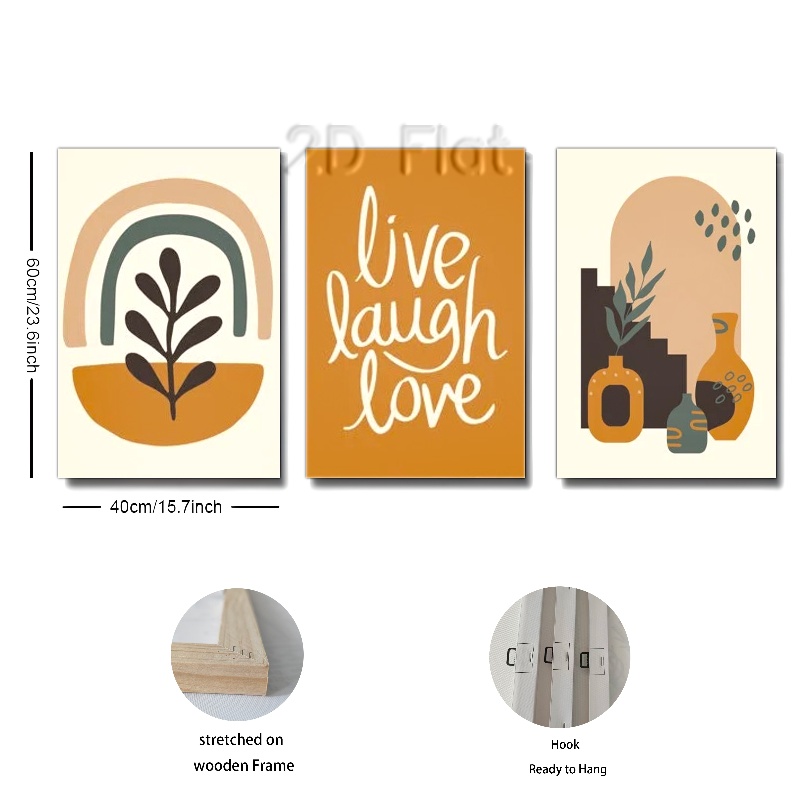 2D Flat
live
laugh
love
60cm/23.6inch
40cm/15.7inch
stretched on
wooden Frame
Hook
Ready to Hang